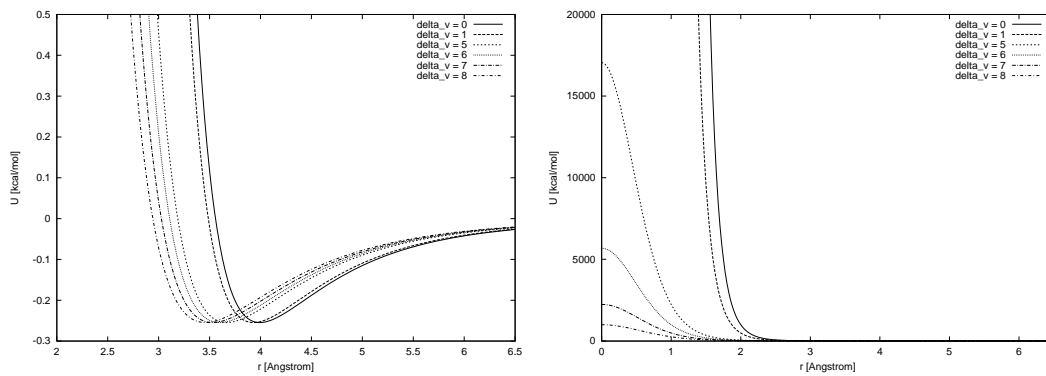 0.5
0.4
0.3
0.2
0.1
0
-0.1
-0.2
-0.3
2 2.5 3 3.5 4 4.5 5 5.5 6 6.5
U [kcal/mol]
r [Angstrom]
delta_v = 0
delta_v = 1
delta_v = 5
delta_v = 6
delta_v = 7
delta_v = 8
20000
15000
10000
5000
0
0 1 2 3 4 5 6
U [kcal/mol]
r [Angstrom]
delta_v = 0
delta_v = 1
delta_v = 5
delta_v = 6
delta_v = 7
delta_v = 8